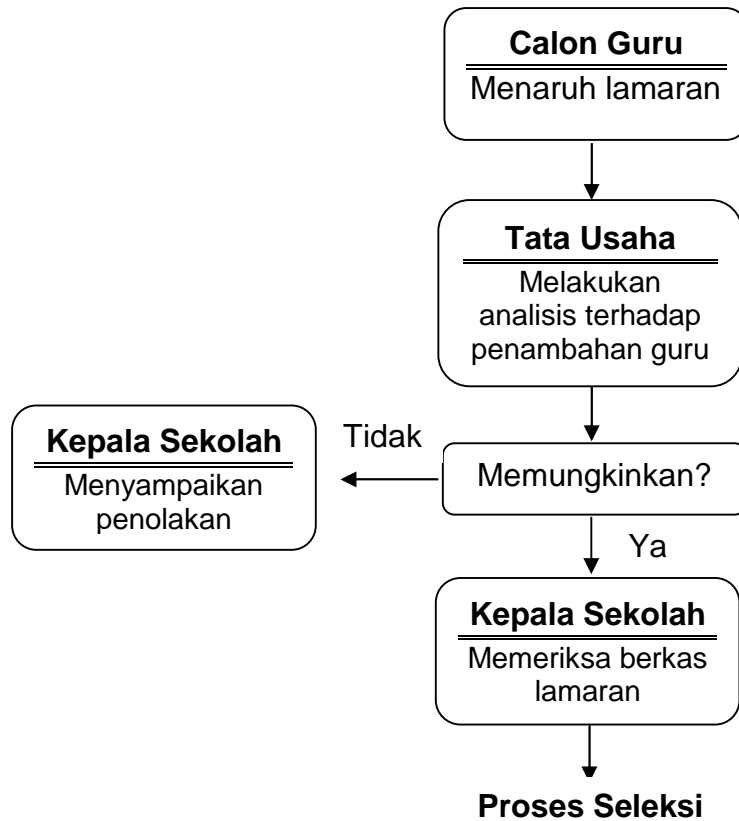 Calon Guru
Menaruh lamaran
Tata Usaha
Melakukan
analisis terhadap
penambahan guru
Kepala Sekolah
Menyampaikan
penolakan
Tidak
Memungkinkan?
Ya
Kepala Sekolah
Memeriksa berkas
lamaran
Proses Seleksi